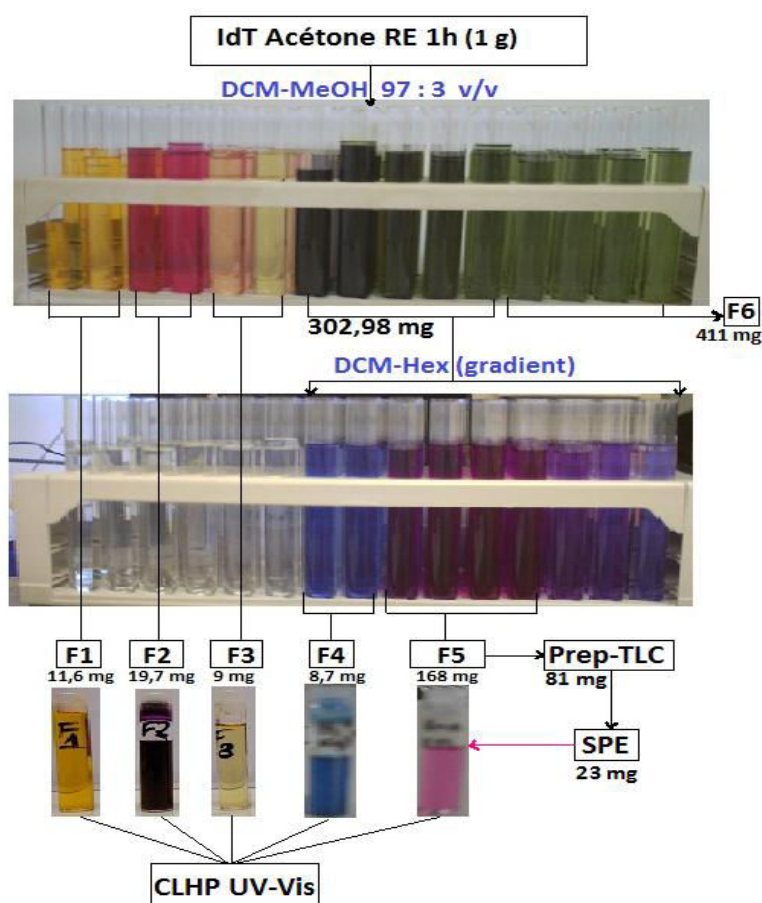 IdT Acétone RE 1h (1 g)
DCM-MeOH 97 : 3 v/v
F6
411 mg
302,98 mg
DCM-Hex (gradient)
F1
11,6 mg
F2
19,7 mg
F3
9 mg
F4
8,7 mg
F5
168 mg
Prep-TLC
81 mg
SPE
23 mg
F1
F2
F3
CLHP UV-Vis